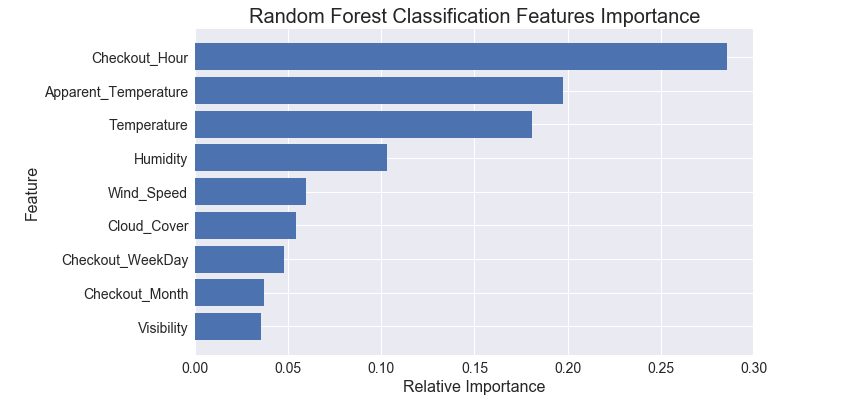 Random Forest Classification Features Importance
Checkout_Hour
Apparent_Temperature
Temperature
Humidity
Wind_Speed
Cloud_Cover
Checkout_WeekDay
Checkout_Month
Visibility
Feature
0.00 0.05 0.10 0.15 0.20 0.25 0.30
Relative Importance